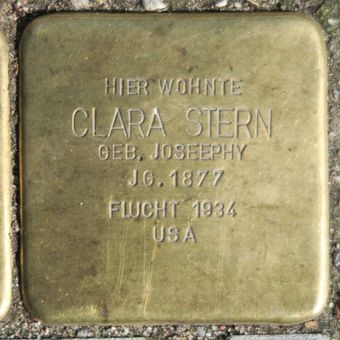 HIER WOHNTE
CLARA STERN
GEB. JOSEEPHY
JG. 1877
FLUCHT 1934
USA